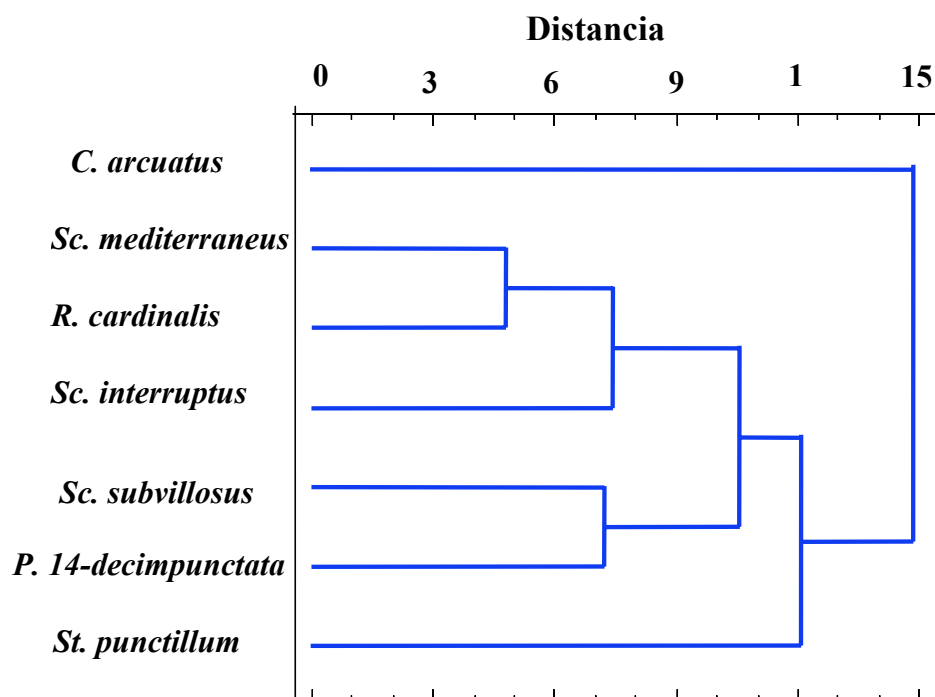 Distancia
0 3 6 9 1 15
C. arcuatus
Sc. mediterraneus
R. cardinalis
Sc. interruptus
Sc. subvillosus
P. 14-decimpunctata
St. punctillum